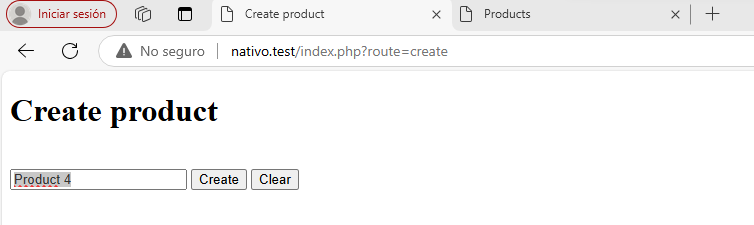 Iniciar sesión
Create product
Products
No seguro
nativo.test/index.php?route=create
Create product
Product 4
Create
Clear